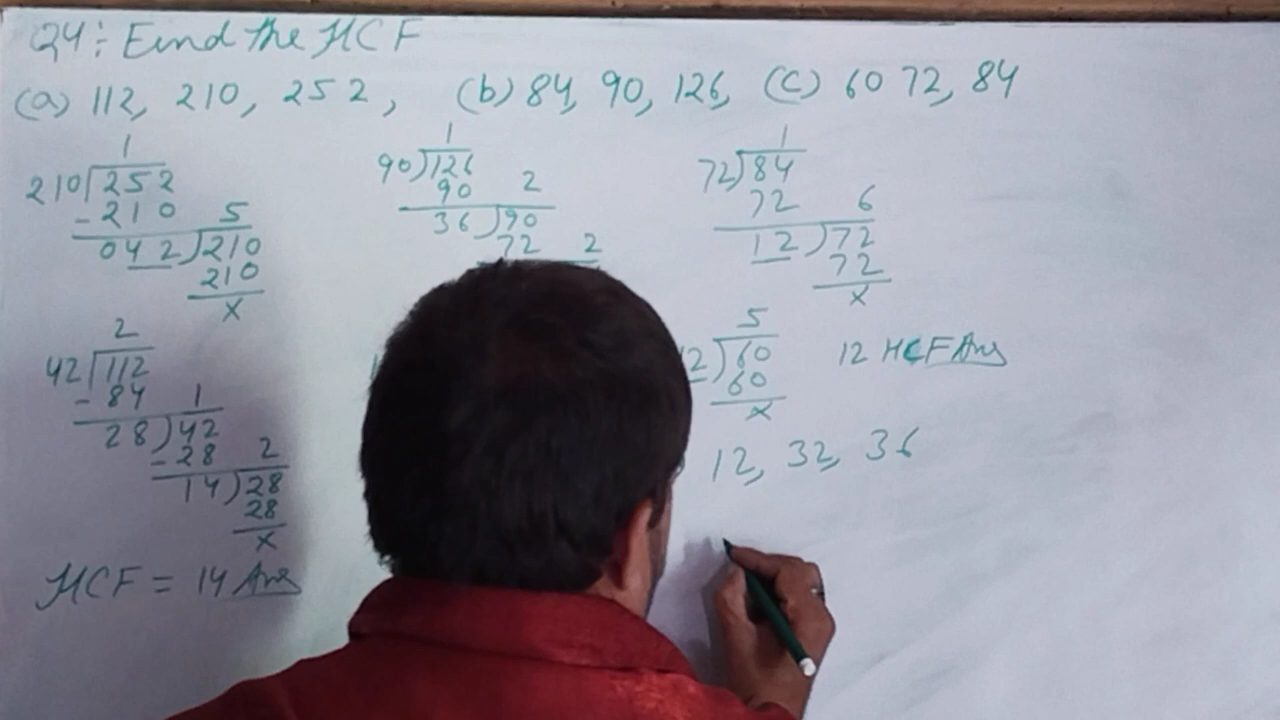 Q4: Find the HCF
(a) 112, 210, 252, (b) 84, 90, 126, (c) 60 72, 84
1
210) 252
- 210 5
042) 210
210
x
2
42) 112
- 84 1
28) 42
- 28 2
14) 28
28
x
HCF = 14 Ans
1
90) 126
90 2
36) 90
72 2
1
72) 84
72 6
12) 72
72
x
5
2) 60
60
x
12 HCF Ans
12, 32, 36